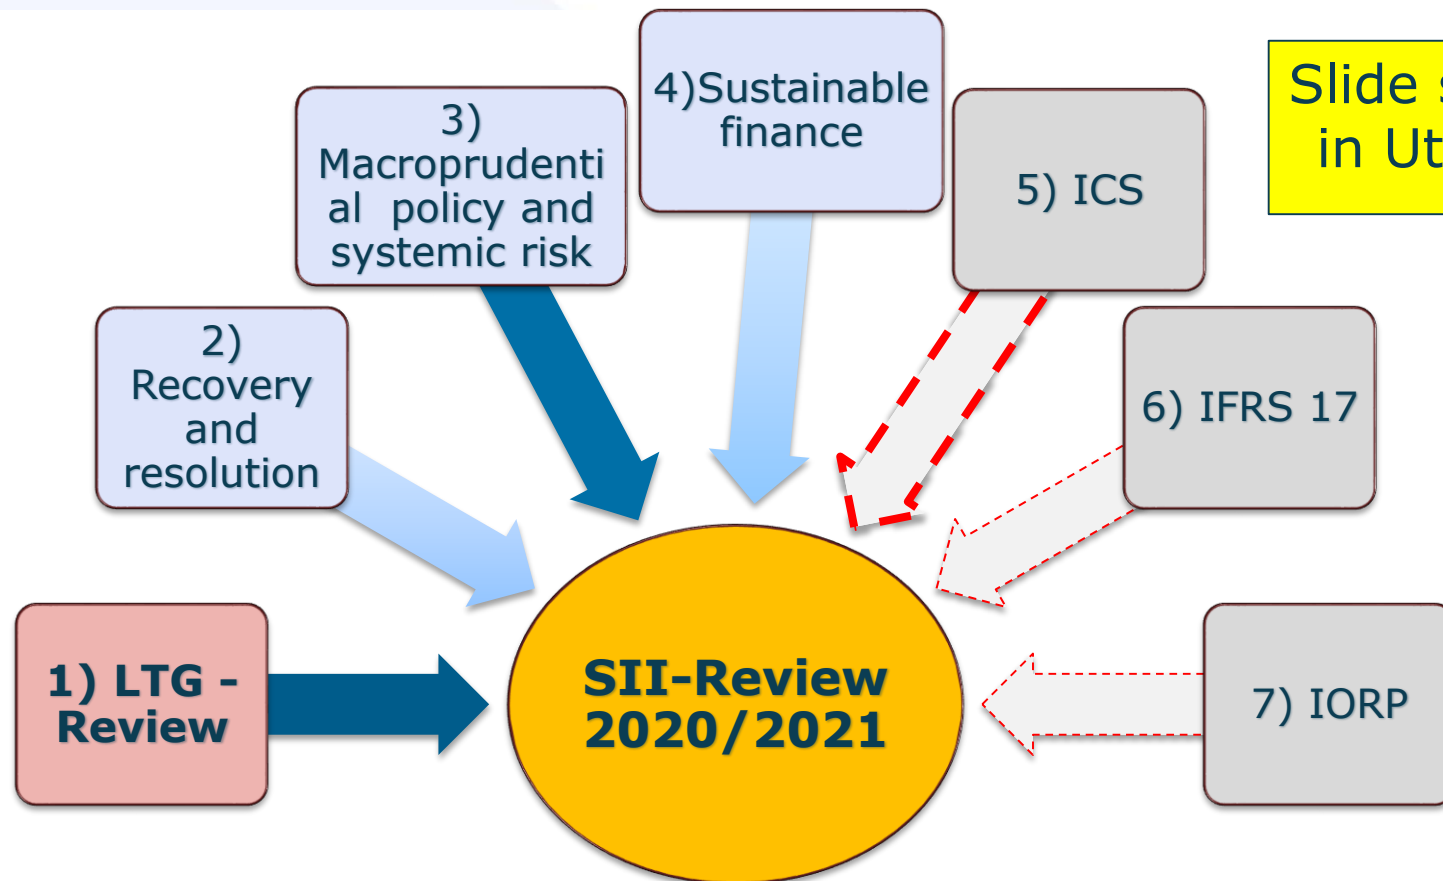 4)Sustainable
finance
Slide
in
3)
Macroprudenti
al policy and
systemic risk
5) ICS
2)
Recovery
and
resolution
6) IFRS 17
1) LTG -
Review
SII-Review
2020/2021
7) IORP